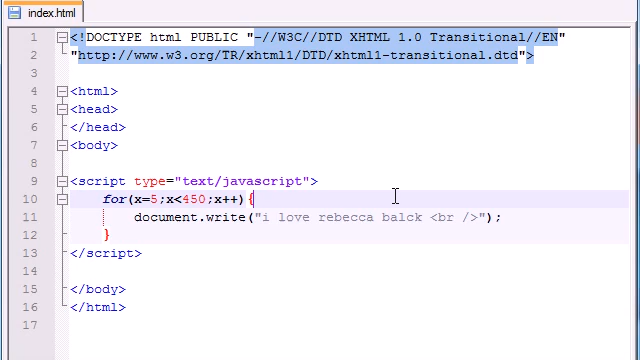 index.html
1 <!DOCTYPE html PUBLIC "-//W3C//DTD XHTML 1.0 Transitional//EN"
2 "http://www.w3.org/TR/xhtml1/DTD/xhtml1-transitional.dtd">
3
4 <html>
5 <head>
6 </head>
7 <body>
8
9 <script type="text/javascript">
10 for(x=5;x<450;x++){
11 document.write("i love rebecca balck <br />");
12 }
13 </script>
14
15 </body>
16 </html>
17